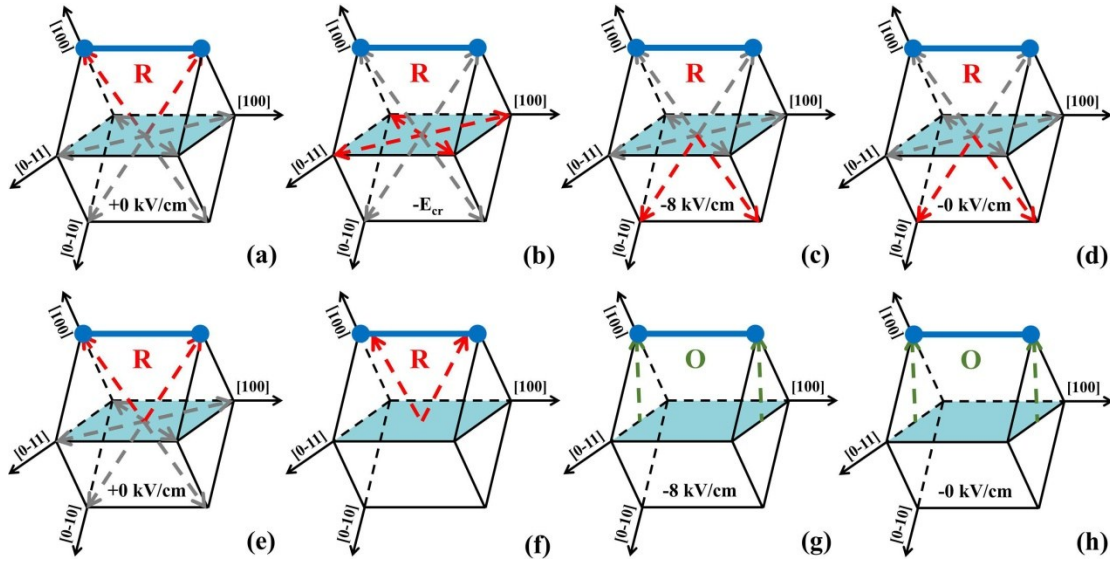 [100]
R
[100]
[0-11]
+0 kV/cm
[0-10]
(a)
[100]
R
[100]
[0-11]
-Ecr
[0-10]
(b)
[100]
R
[100]
[0-11]
-8 kV/cm
[0-10]
(c)
[100]
R
[100]
[0-11]
-0 kV/cm
[0-10]
(d)
[100]
R
[100]
[0-11]
+0 kV/cm
[0-10]
(e)
[100]
R
[100]
[0-11]
[0-10]
(f)
[100]
O
[100]
[0-11]
-8 kV/cm
[0-10]
(g)
[100]
O
[100]
[0-11]
-0 kV/cm
[0-10]
(h)